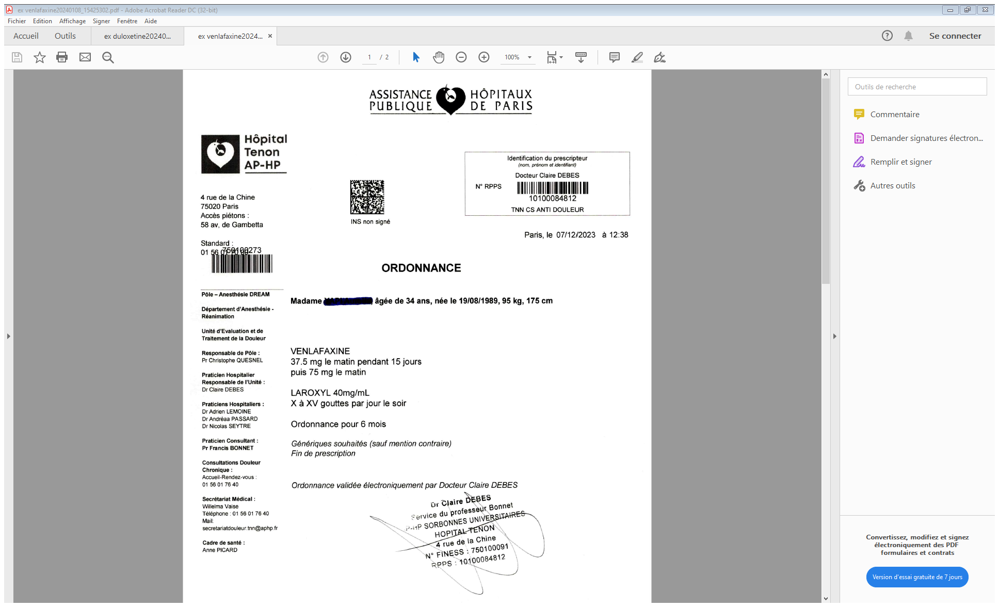 ex venlafaxine20240108_15425302.pdf - Adobe Acrobat Reader DC (32-bit)
Fichier Edition Affichage Signer Fenêtre Aide
Accueil Outils ex duloxetine20240... ex venlafaxine2024... × Se connecter
1 / 2 100%
ASSISTANCE PUBLIQUE HÔPITAUX DE PARIS
Hôpital
Tenon
AP-HP
4 rue de la Chine
75020 Paris
Accès piétons :
58 av, de Gambetta
Standard :
01 56 01 70 00
750100273
INS non signé
Identification du prescripteur
(nom, prénom et identifiant)
Docteur Claire DEBES
N° RPPS
10100084812
TNN CS ANTI DOULEUR
Paris, le 07/12/2023 à 12:38
ORDONNANCE
Pôle – Anesthésie DREAM
Département d'Anesthésie -
Réanimation
Unité d'Evaluation et de
Traitement de la Douleur
Responsable de Pôle :
Pr Christophe QUESNEL
Praticien Hospitalier
Responsable de l'Unité :
Dr Claire DEBES
Praticiens Hospitaliers :
Dr Adrien LEMOINE
Dr Andréaa PASSARD
Dr Nicolas SEYTRE
Praticien Consultant :
Pr Francis BONNET
Consultations Douleur
Chronique :
Accueil-Rendez-vous :
01 56 01 76 40
Secrétariat Médical :
Willelma Vaise
Téléphone : 01 56 01 76 40
Mail:
secretariatdouleur.tnn@aphp.fr
Cadre de santé :
Anne PICARD
Madame âgée de 34 ans, née le 19/08/1989, 95 kg, 175 cm
VENLAFAXINE
37.5 mg le matin pendant 15 jours
puis 75 mg le matin
LAROXYL 40mg/mL
X à XV gouttes par jour le soir
Ordonnance pour 6 mois
Génériques souhaités (sauf mention contraire)
Fin de prescription
Ordonnance validée électroniquement par Docteur Claire DEBES
Dr Claire DEBES
Service du professeur Bonnet
P-HP SORBONNES UNIVERSITAIRES
HOPITAL TENON
4 rue de la Chine
N° FINESS : 750100091
RPPS : 10100084812
Outils de recherche
Commentaire
Demander signatures électron...
Remplir et signer
Autres outils
Convertissez, modifiez et signez
électroniquement des PDF
formulaires et contrats
Version d'essai gratuite de 7 jours